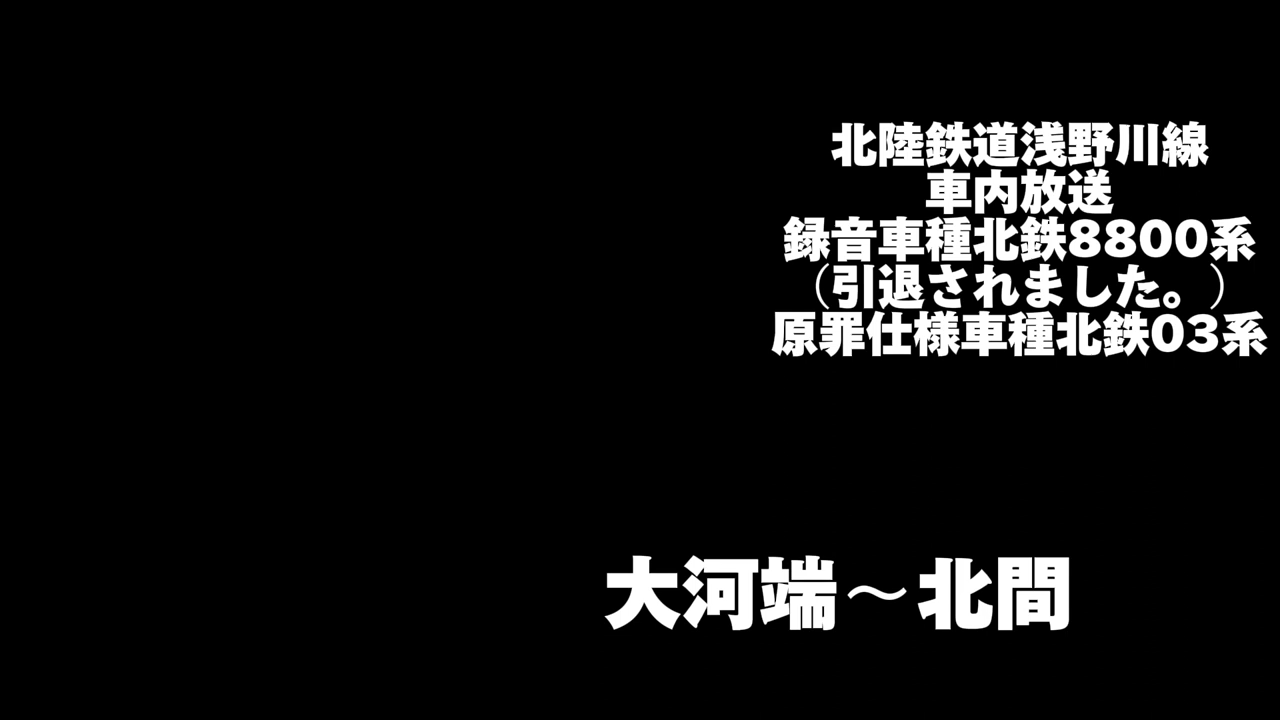 北陸鉄道浅野川線
車内放送
録音車種北鉄8800系
（引退されました。）
原罪仕様車種北鉄03系
大河端～北間